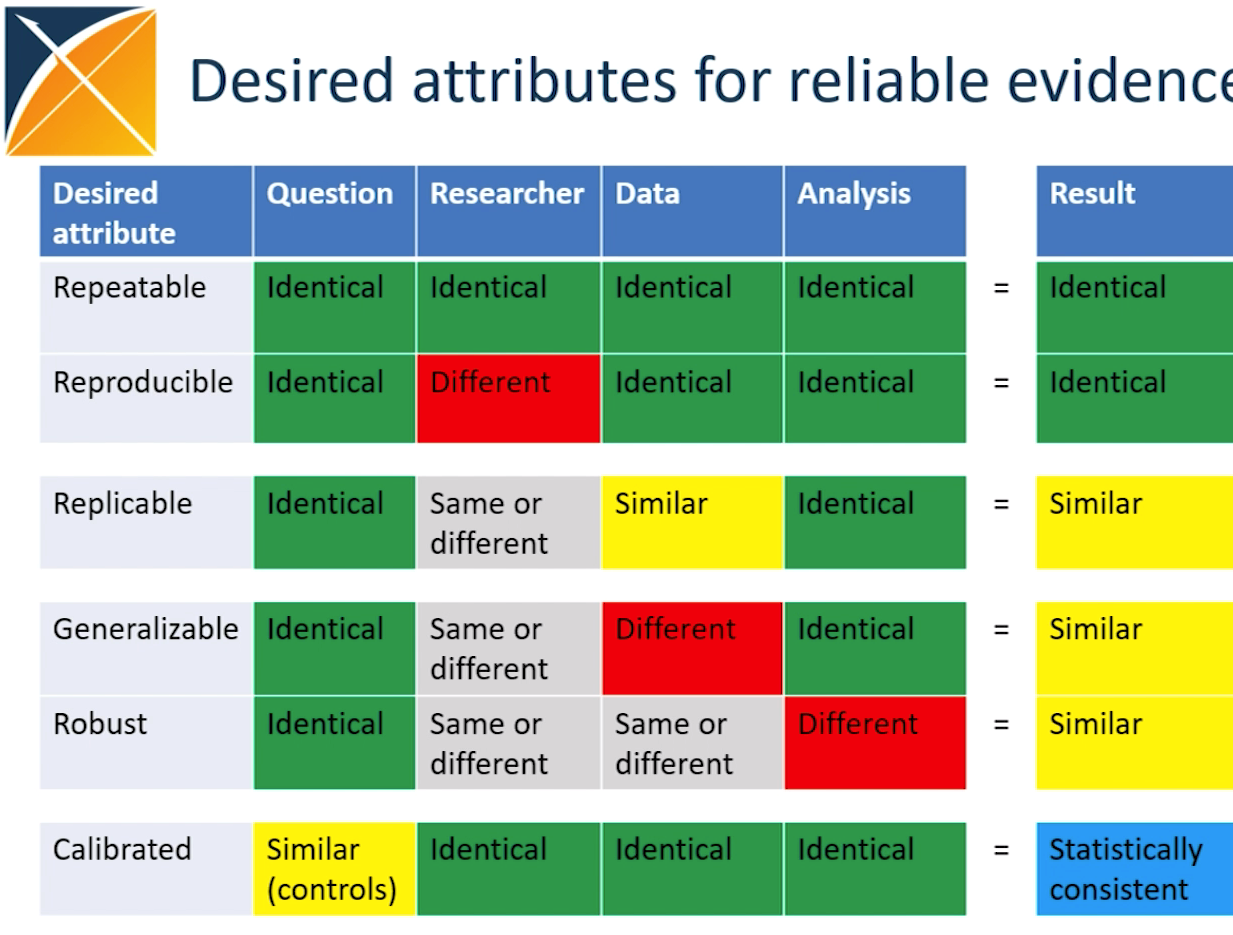 Desired attributes for reliable evidence
Desired attribute Question Researcher Data Analysis Result
Repeatable Identical Identical Identical Identical = Identical
Reproducible Identical Different Identical Identical = Identical
Replicable Identical Same or different Similar Identical = Similar
Generalizable Identical Same or different Different Identical = Similar
Robust Identical Same or different Same or different Different = Similar
Calibrated Similar (controls) Identical Identical Identical = Statistically consistent